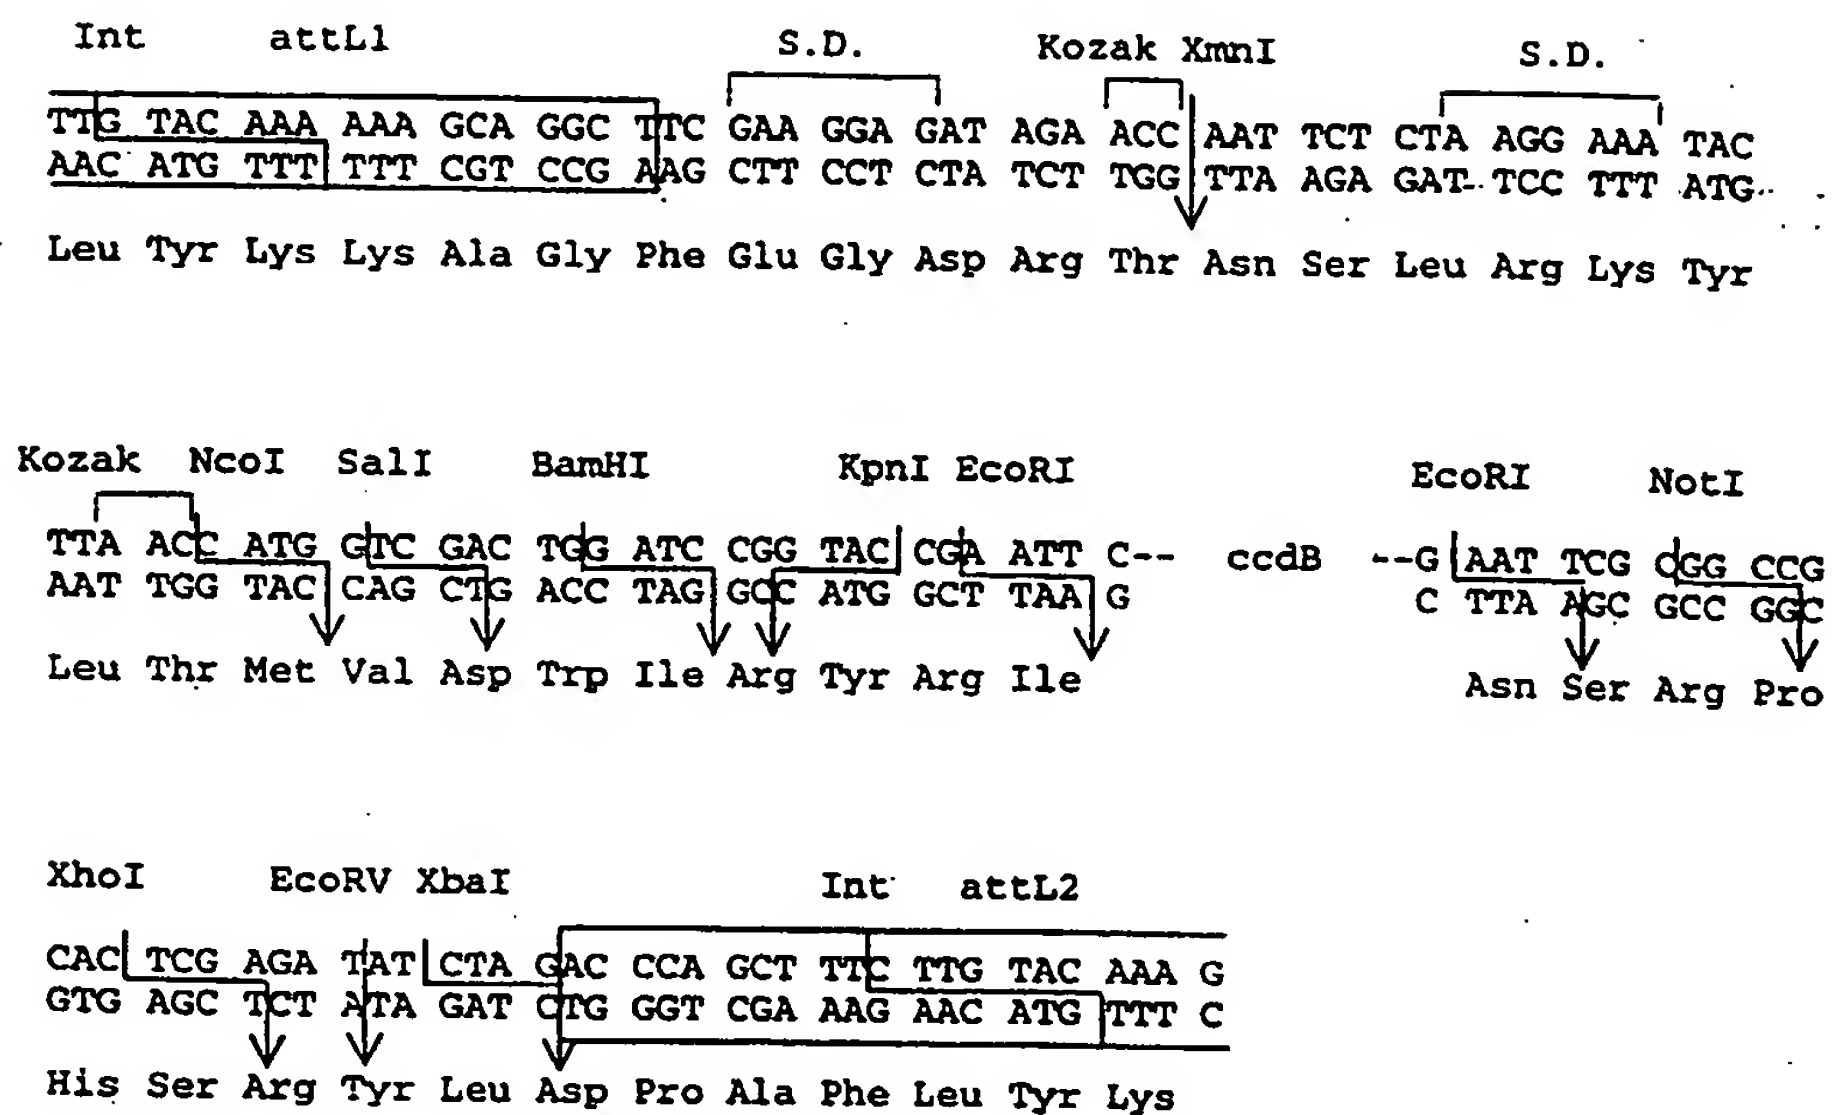 Int attL1 S.D. Kozak XmnI S.D.
TTG TAC AAA AAA GCA GGC TTC GAA GGA GAT AGA ACC AAT TCT CTA AGG AAA TAC
AAC ATG TTT TTT CGT CCG AAG CTT CCT CTA TCT TGG TTA AGA GAT TCC TTT ATG
Leu Tyr Lys Lys Ala Gly Phe Glu Gly Asp Arg Thr Asn Ser Leu Arg Lys Tyr
Kozak NcoI SalI BamHI KpnI EcoRI EcoRI NotI
TTA ACC ATG GTC GAC TGG ATC CGG TAC CGA ATT C-- ccdB --G AAT TCG CGG CCG
AAT TGG TAC CAG CTG ACC TAG GCC ATG GCT TAA G C TTA AGC GCC GGC
Leu Thr Met Val Asp Trp Ile Arg Tyr Arg Ile Asn Ser Arg Pro
XhoI EcoRV XbaI Int attL2
CAC TCG AGA TAT CTA GAC CCA GCT TTC TTG TAC AAA G
GTG AGC TCT ATA GAT CTG GGT CGA AAG AAC ATG TTT C
His Ser Arg Tyr Leu Asp Pro Ala Phe Leu Tyr Lys